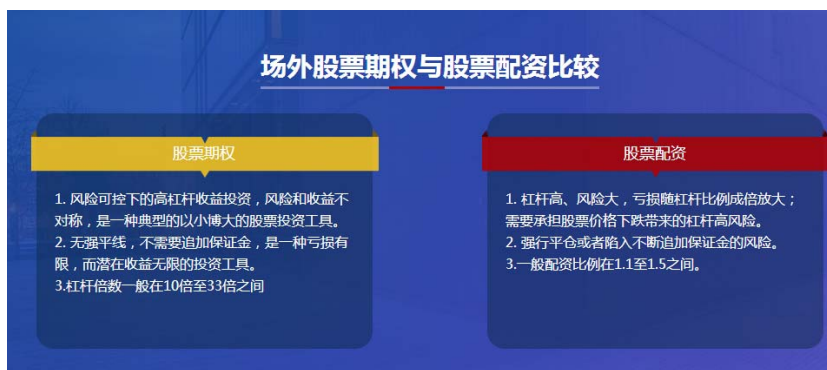 场外股票期权与股票配资比较
股票期权
1. 风险可控下的高杠杆收益投资，风险和收益不
对称，是一种典型的以小博大的股票投资工具。
2. 无强平线，不需要追加保证金，是一种亏损有
限，而潜在收益无限的投资工具。
3.杠杆倍数一般在10倍至33倍之间
股票配资
1. 杠杆高、风险大，亏损随杠杆比例成倍放大；
需要承担股票价格下跌带来的杠杆高风险。
2. 强行平仓或者陷入不断追加保证金的风险。
3.一般配资比例在1.1至1.5之间。